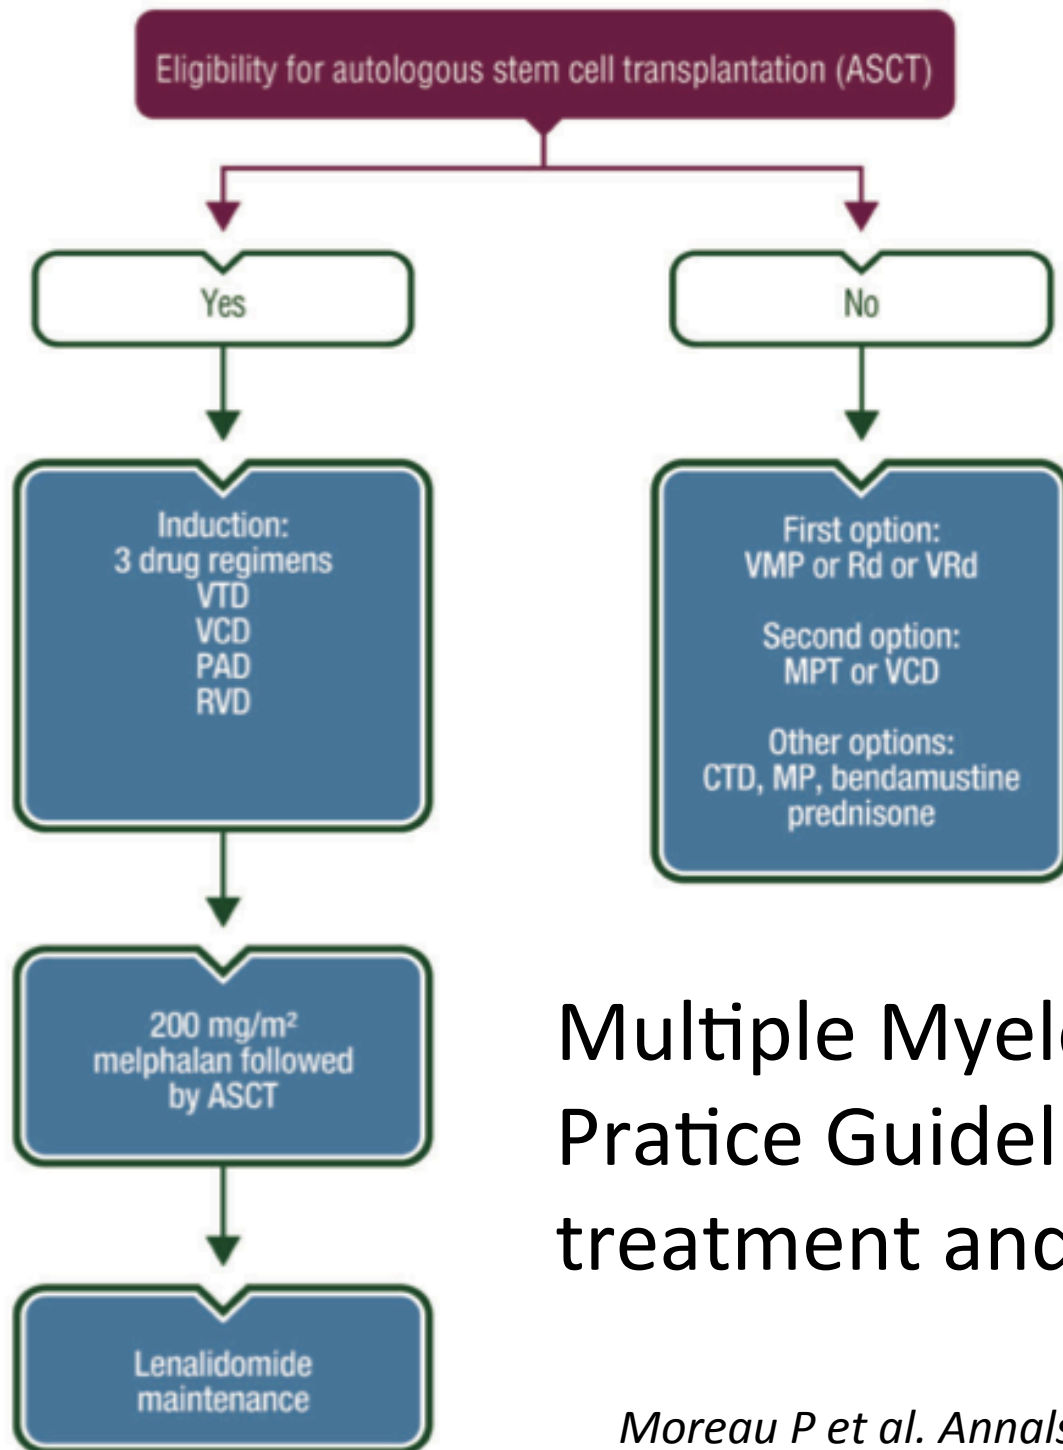 Eligibility for autologous stem cell transplantation (ASCT)
Yes
No
Induction:
3 drug regimens
VTD
VCD
PAD
RVD
First option:
VMP or Rd or VRd
Second option:
MPT or VCD
Other options:
CTD, MP, bendamustine
prednisone
200 mg/m²
melphalan followed
by ASCT
Lenalidomide
maintenance
Multiple
Pratice
treatment and
Moreau P et al. Annals